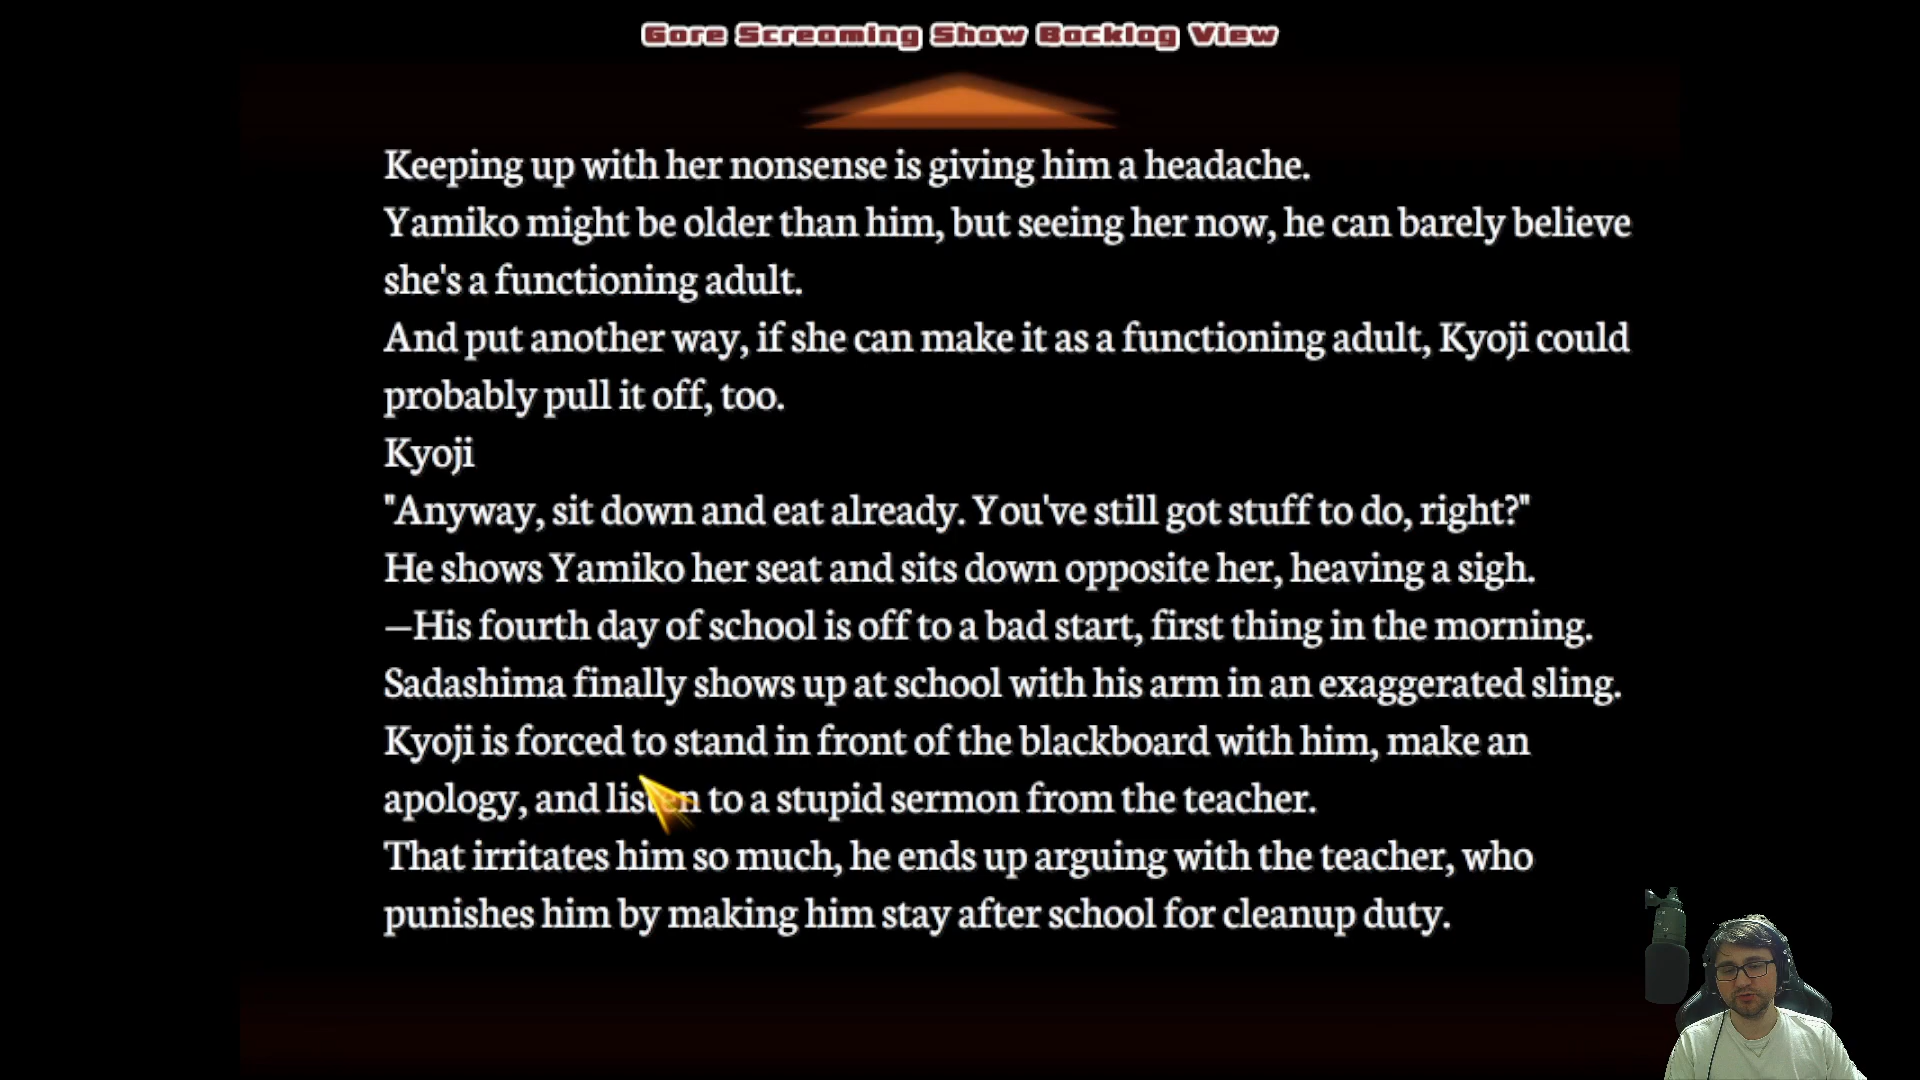 Gore Screaming Show Backlog View
Keeping up with her nonsense is giving him a headache.
Yamiko might be older than him, but seeing her now, he can barely believe
she's a functioning adult.
And put another way, if she can make it as a functioning adult, Kyoji could
probably pull it off, too.
Kyoji
"Anyway, sit down and eat already. You've still got stuff to do, right?"
He shows Yamiko her seat and sits down opposite her, heaving a sigh.
—His fourth day of school is off to a bad start, first thing in the morning.
Sadashima finally shows up at school with his arm in an exaggerated sling.
Kyoji is forced to stand in front of the blackboard with him, make an
apology, and listen to a stupid sermon from the teacher.
That irritates him so much, he ends up arguing with the teacher, who
punishes him by making him stay after school for cleanup duty.